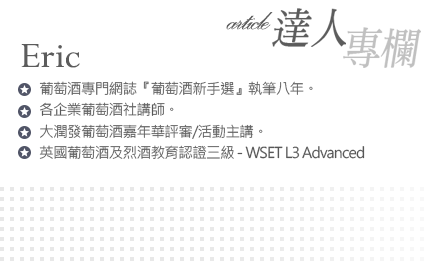 article 達人專欄
Eric
葡萄酒專門網誌『葡萄酒新手選』執筆八年。
各企業葡萄酒社講師。
大潤發葡萄酒嘉年華評審/活動主講。
英國葡萄酒及烈酒教育認證三級 - WSET L3 Advanced